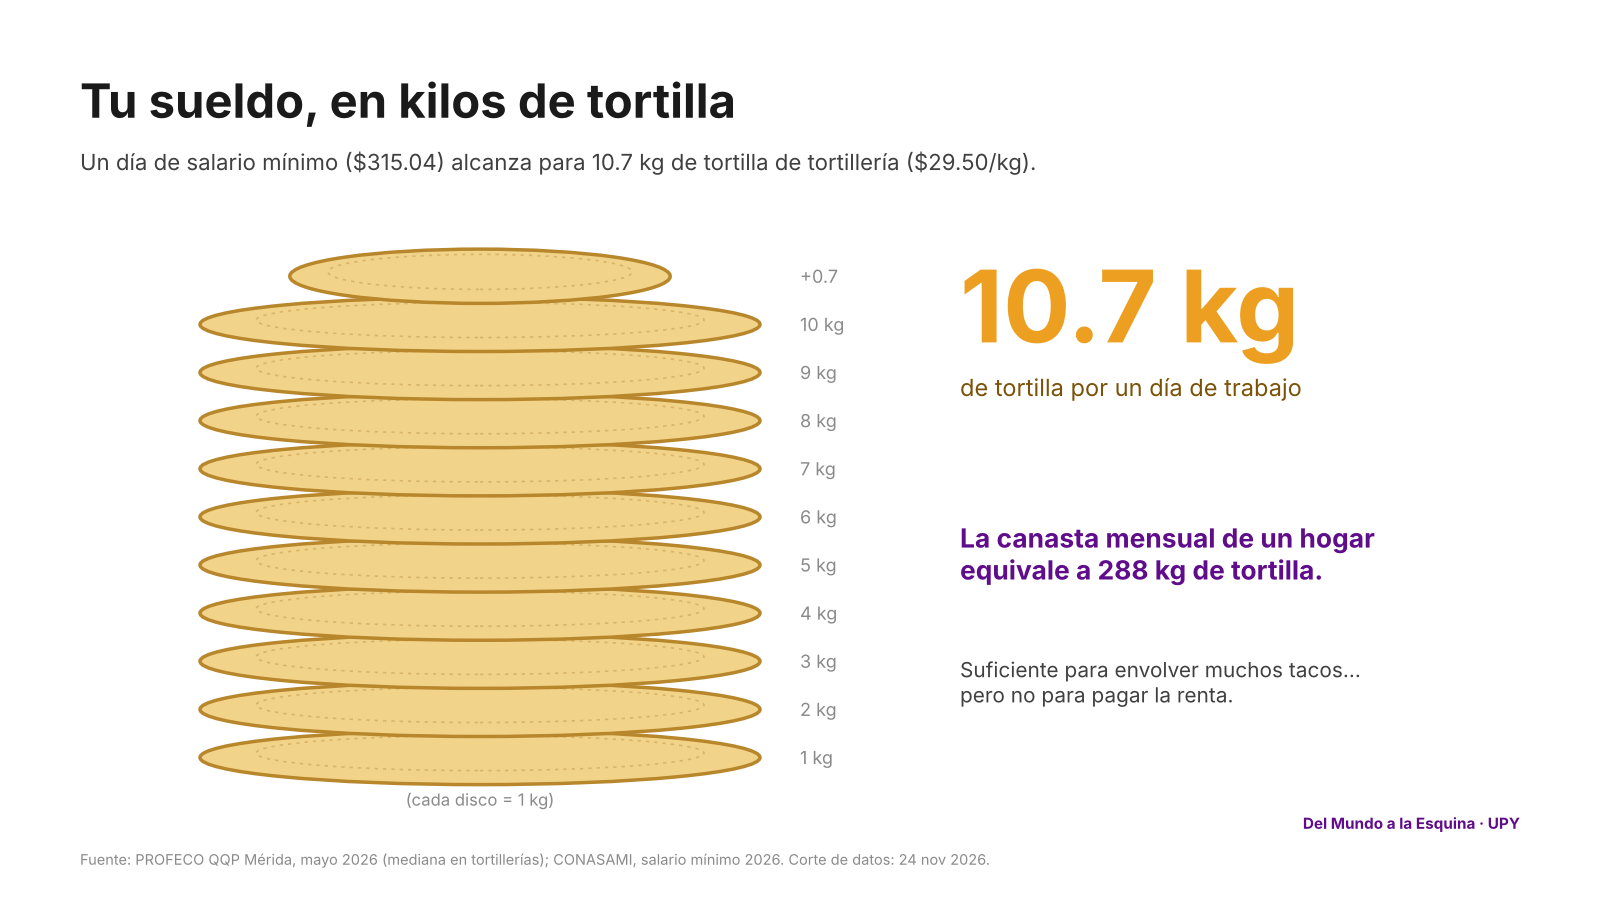 Tu sueldo, en kilos de tortilla
Un día de salario mínimo ($315.04) alcanza para 10.7 kg de tortilla de tortillería ($29.50/kg).
+0.7
10 kg
9 kg
8 kg
7 kg
6 kg
5 kg
4 kg
3 kg
2 kg
1 kg
(cada disco = 1 kg)
10.7 kg
de tortilla por un día de trabajo
La canasta mensual de un hogar
equivale a 288 kg de tortilla.
Suficiente para envolver muchos tacos...
pero no para pagar la renta.
Del Mundo a la Esquina · UPY
Fuente: PROFECO QQP Mérida, mayo 2026 (mediana en tortillerías); CONASAMI, salario mínimo 2026. Corte de datos: 24 nov 2026.